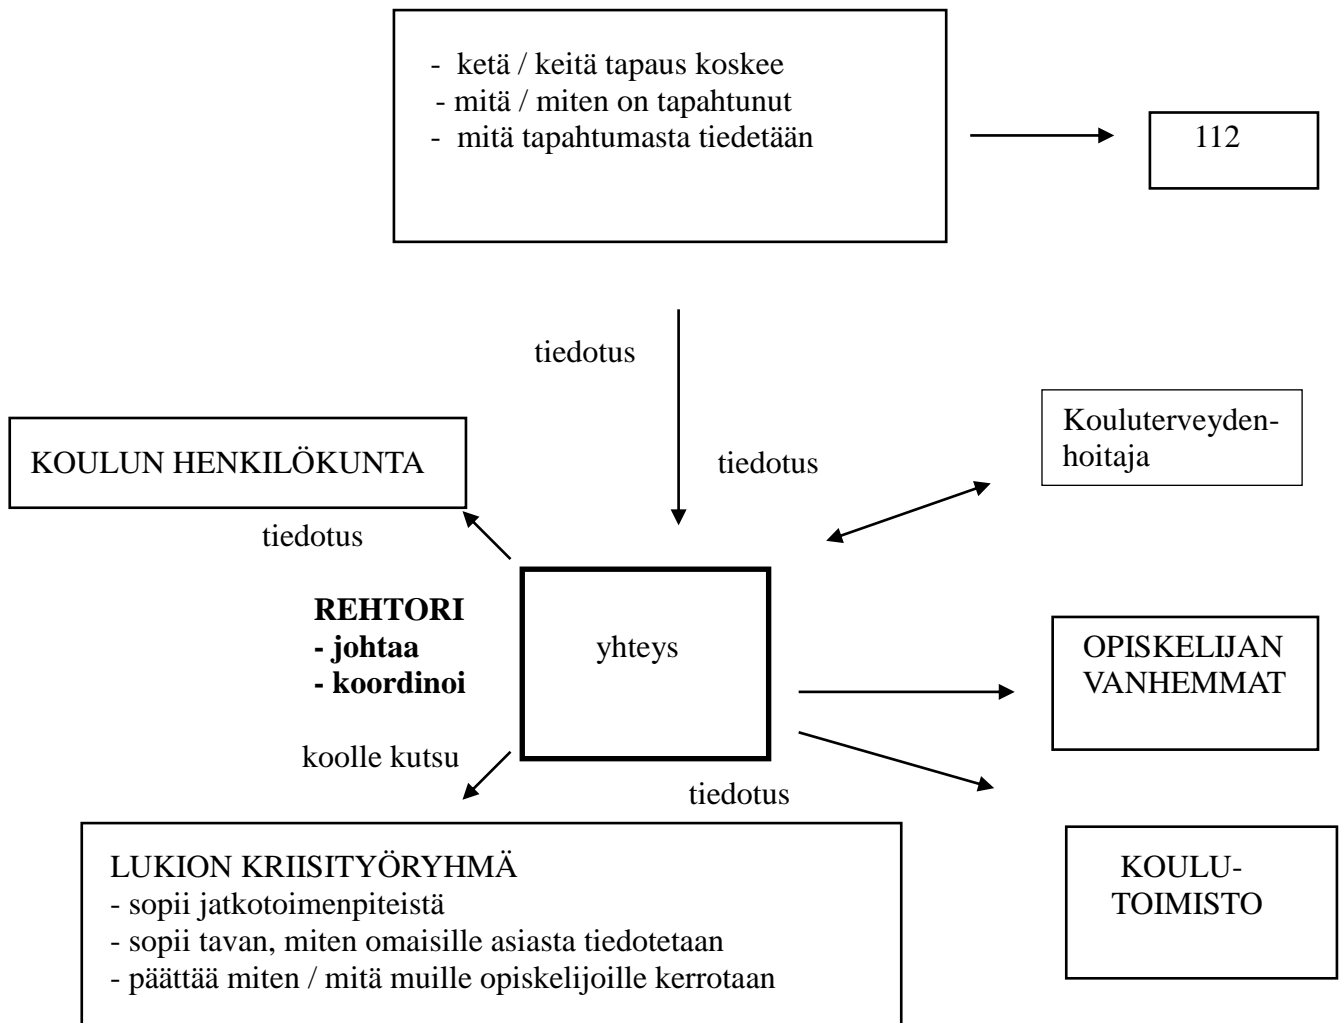 - ketä / keitä tapaus koskee
- mitä / miten on tapahtunut
- mitä tapahtumasta tiedetään
112
tiedotus
KOULUN HENKILÖKUNTA
tiedotus
Kouluterveyden-
hoitaja
tiedotus
REHTORI
- johtaa
- koordinoi
yhteys
OPISKELIJAN
VANHEMMAT
koolle kutsu
tiedotus
LUKION KRIISITYÖRYHMÄ
- sopii jatkotoimenpiteistä
- sopii tavan, miten omaisille asiasta tiedotetaan
- päättää miten / mitä muille opiskelijoille kerrotaan
KOULU-
TOIMISTO